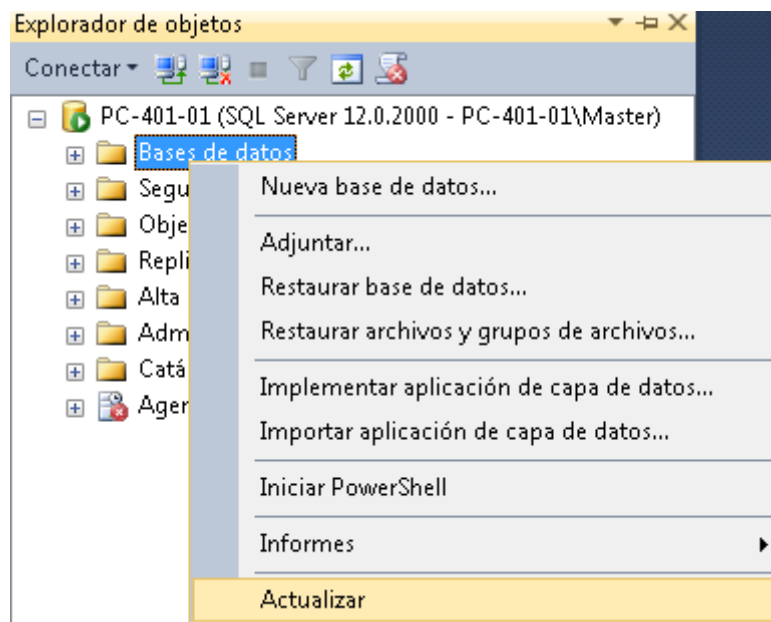 Explorador de objetos
Conectar
PC-401-01 (SQL Server 12.0.2000 - PC-401-01\Master)
Bases de datos
Segu
Obje
Repli
Alta
Adm
Catá
Agen
Nueva base de datos...
Adjuntar...
Restaurar base de datos...
Restaurar archivos y grupos de archivos...
Implementar aplicación de capa de datos...
Importar aplicación de capa de datos...
Iniciar PowerShell
Informes
Actualizar